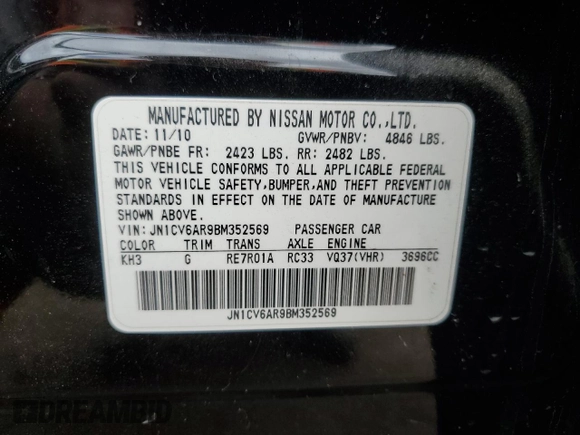 MANUFACTURED BY NISSAN MOTOR CO.,LTD.
DATE: 11/10 GVWR/PNBV: 4846 LBS.
GAWR/PNBE FR: 2423 LBS. RR: 2482 LBS.
THIS VEHICLE CONFORMS TO ALL APPLICABLE FEDERAL
MOTOR VEHICLE SAFETY,BUMPER,AND THEFT PREVENTION
STANDARDS IN EFFECT ON THE DATE OF MANUFACTURE
SHOWN ABOVE.
VIN: JN1CV6AR9BM352569 PASSENGER CAR
COLOR TRIM TRANS AXLE ENGINE
KH3 G RE7R01A RC33 VQ37(VHR) 3696CC
JN1CV6AR9BM352569
DREAMBID